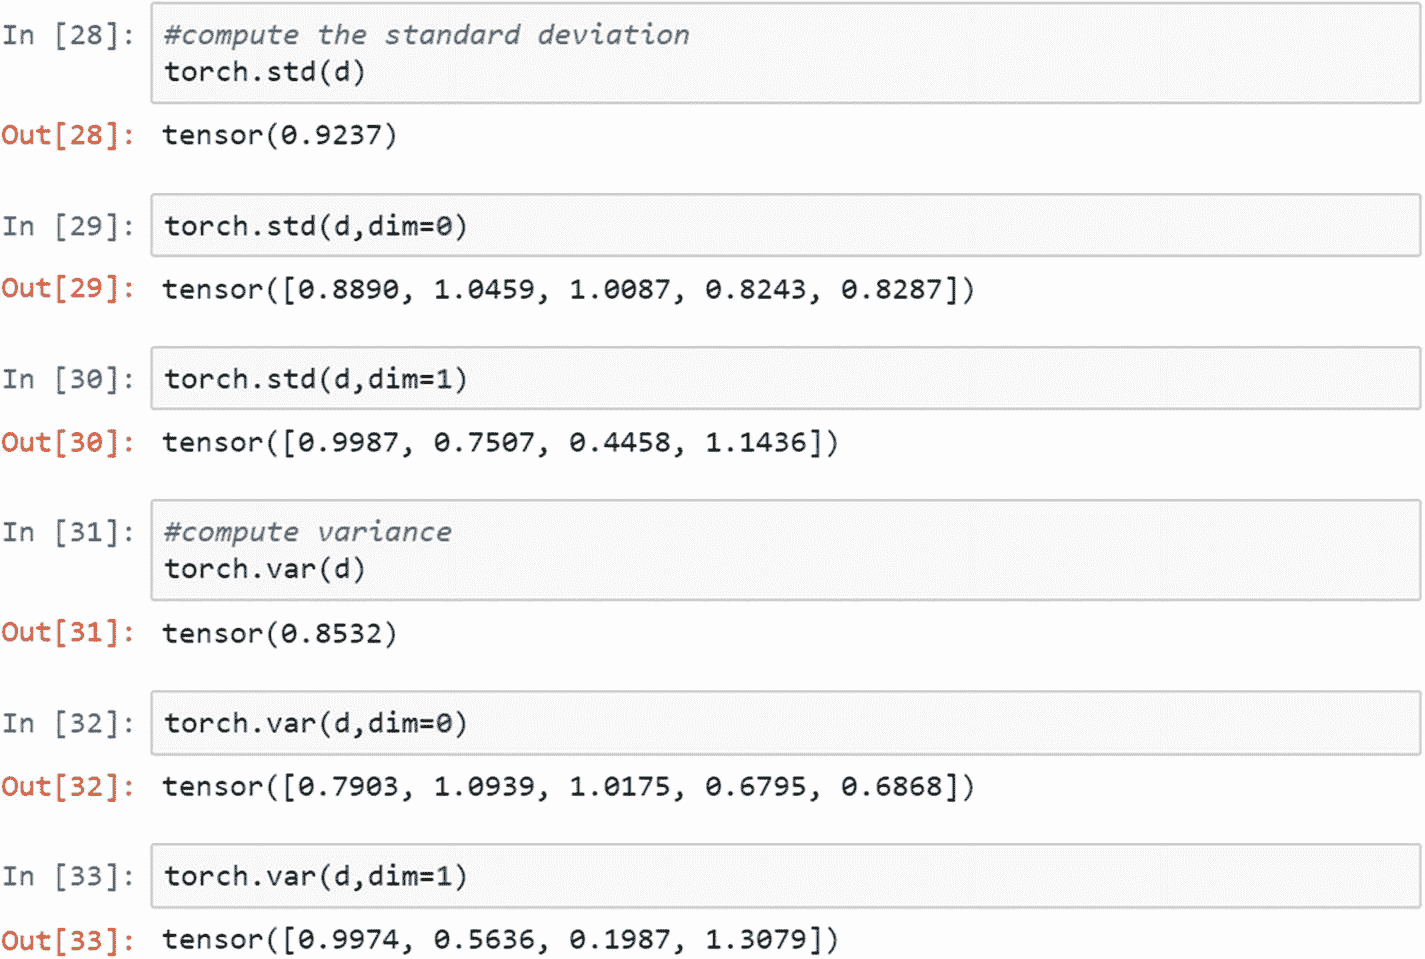 In [28]: #compute the standard deviation
torch.std(d)
Out[28]: tensor(0.9237)
In [29]: torch.std(d,dim=0)
Out[29]: tensor([0.8890, 1.0459, 1.0087, 0.8243, 0.8287])
In [30]: torch.std(d,dim=1)
Out[30]: tensor([0.9987, 0.7507, 0.4458, 1.1436])
In [31]: #compute variance
torch.var(d)
Out[31]: tensor(0.8532)
In [32]: torch.var(d,dim=0)
Out[32]: tensor([0.7903, 1.0939, 1.0175, 0.6795, 0.6868])
In [33]: torch.var(d,dim=1)
Out[33]: tensor([0.9974, 0.5636, 0.1987, 1.3079])